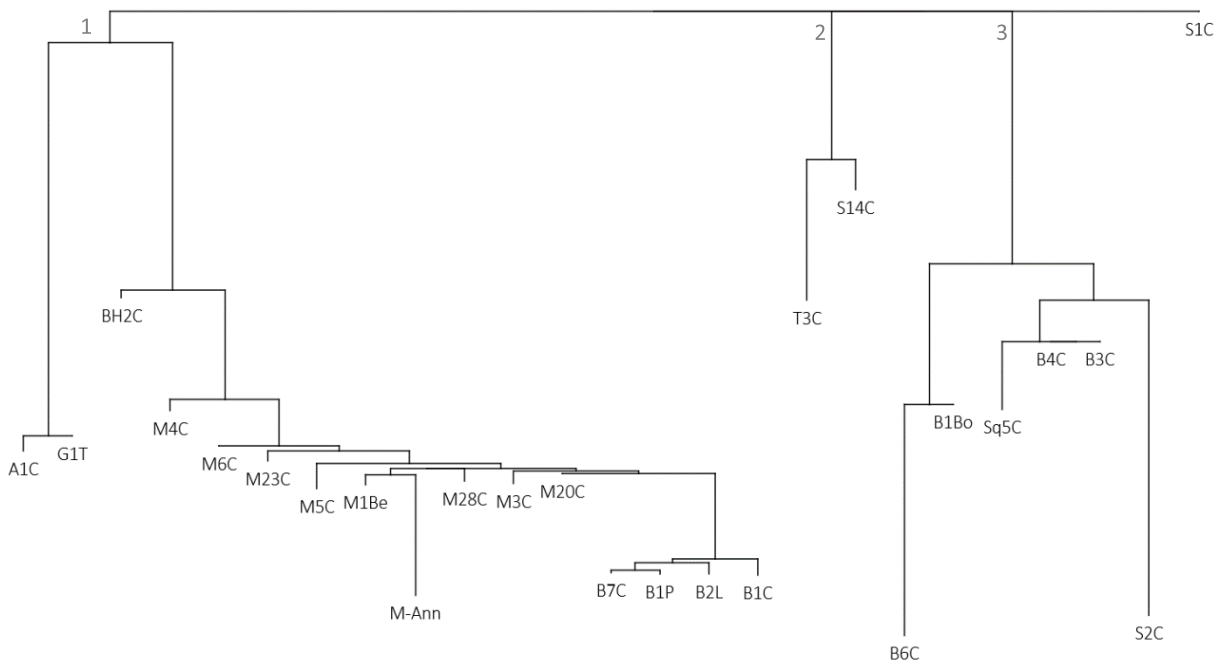 1
2
3
S1C
S14C
BH2C
T3C
B4C
B3C
M4C
B1Bo
Sq5C
G1T
A1C
M6C
M23C
M5C
M1Be
M28C
M3C
M20C
B7C
B1P
B2L
B1C
M-Ann
S2C
B6C